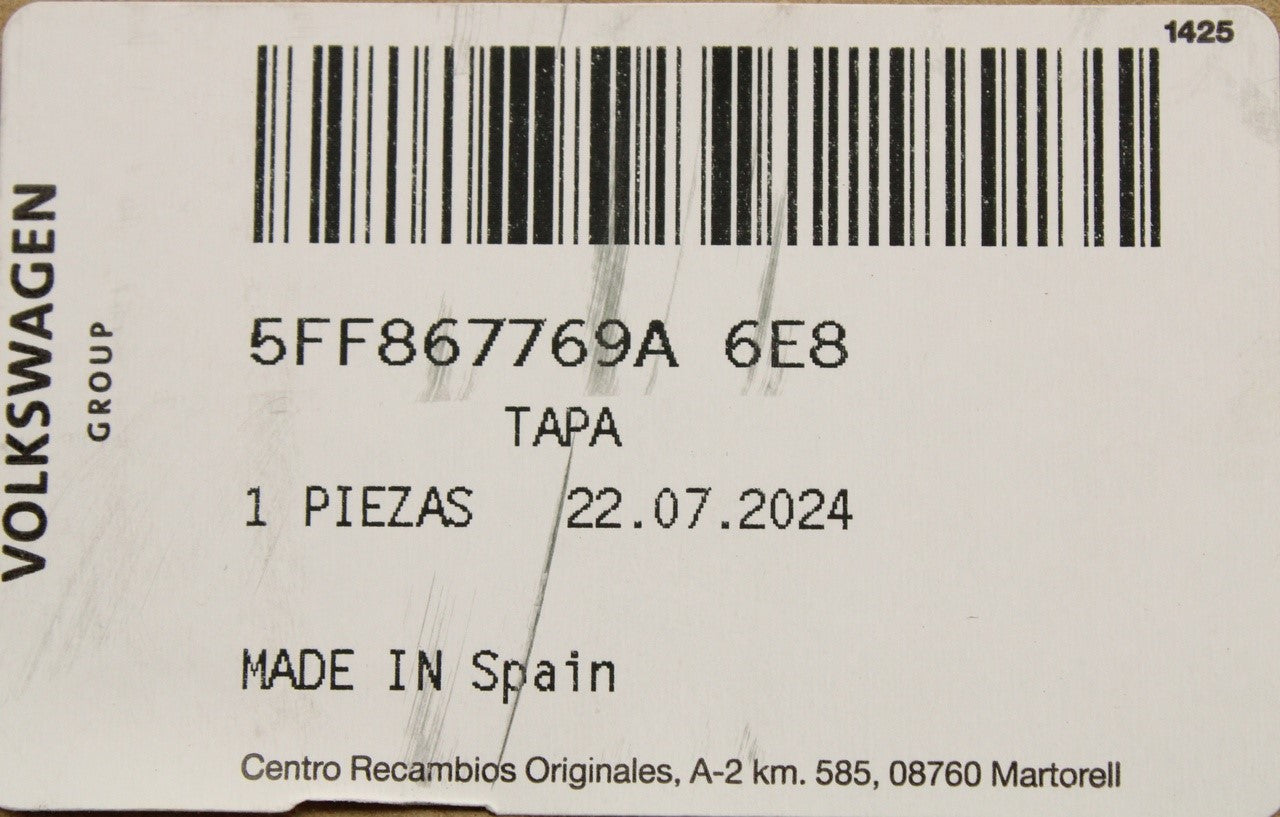 1425
VOLKSWAGEN
GROUP
5FF867769A 6E8
TAPA
1 PIEZAS 22.07.2024
MADE IN Spain
Centro Recambios Originales, A-2 km. 585, 08760 Martorell